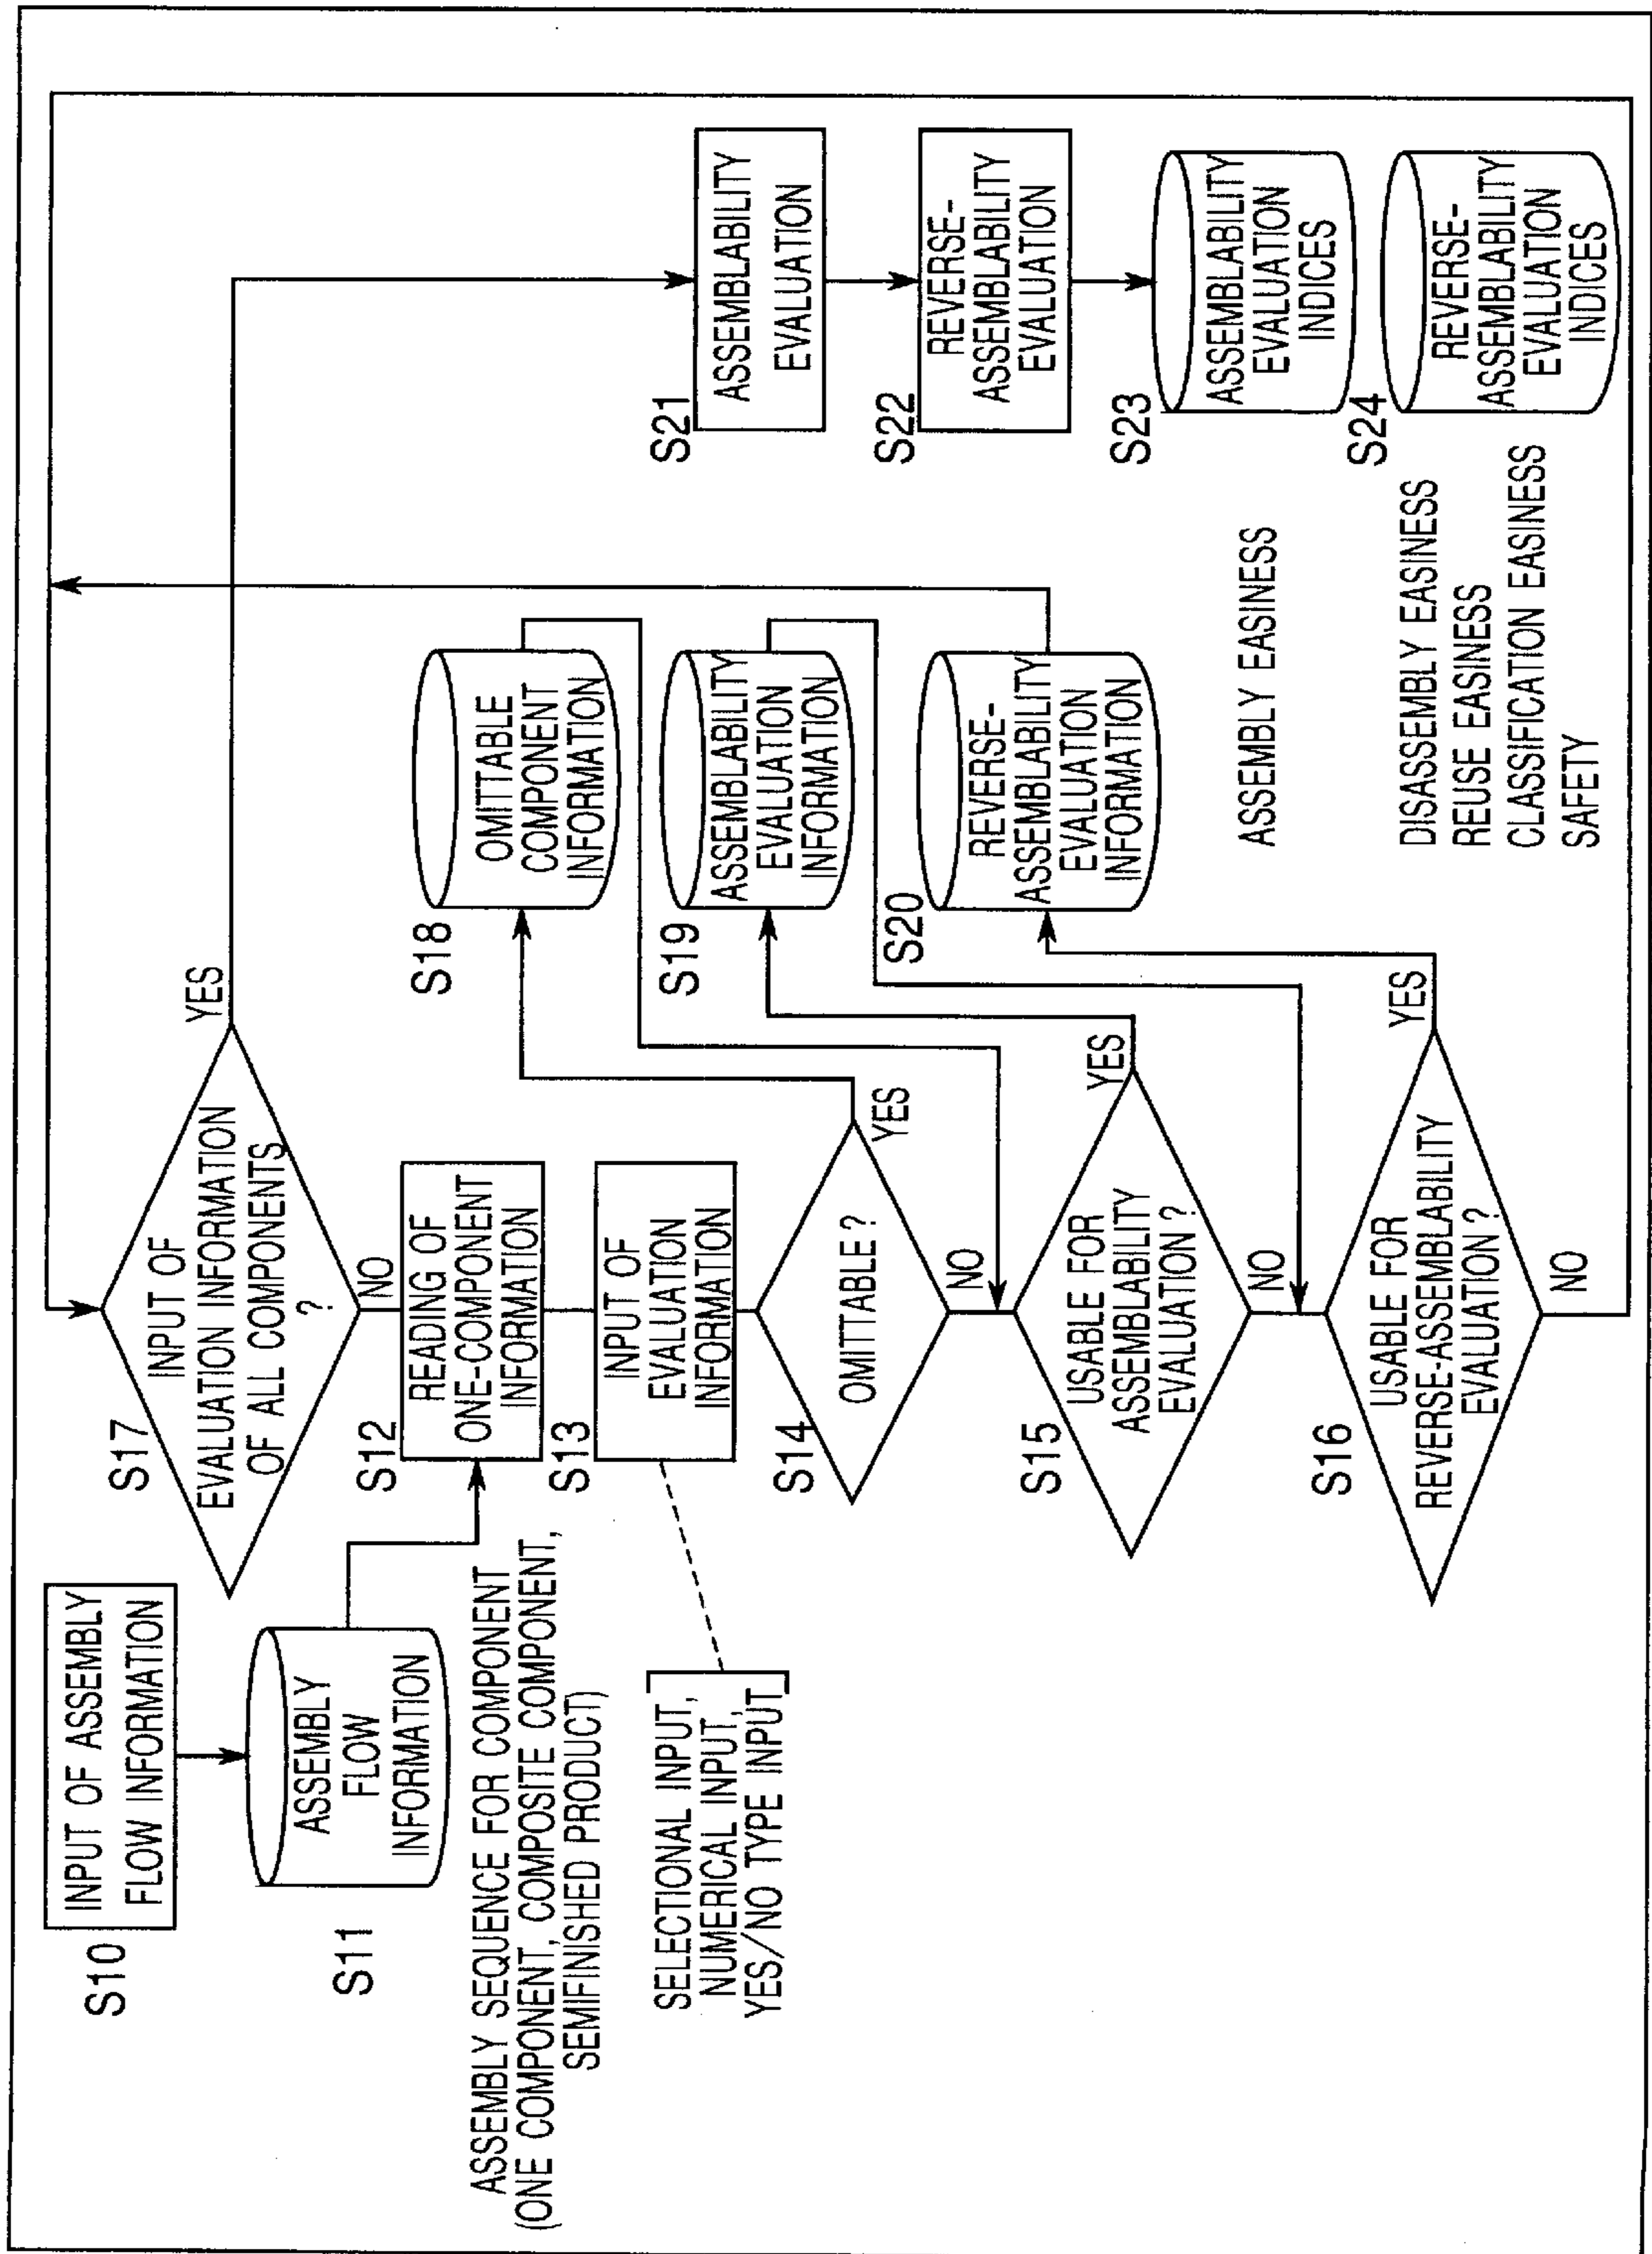 S10
INPUT OF ASSEMBLY
FLOW INFORMATION
S11
ASSEMBLY
FLOW
INFORMATION
ASSEMBLY SEQUENCE FOR COMPONENT
(ONE COMPONENT, COMPOSITE COMPONENT,
SEMIFINISHED PRODUCT)
SELECTIONAL INPUT,
NUMERICAL INPUT,
YES/NO TYPE INPUT
S17
INPUT OF
EVALUATION INFORMATION
OF ALL COMPONENTS
?
YES
NO
S12
READING OF
ONE-COMPONENT
INFORMATION
S13
INPUT OF
EVALUATION
INFORMATION
S14
OMITTABLE ?
YES
NO
S15
USABLE FOR
ASSEMBLABILITY
EVALUATION ?
YES
NO
S16
USABLE FOR
REVERSE-ASSEMBLABILITY
EVALUATION ?
YES
NO
S18
OMITTABLE
COMPONENT
INFORMATION
S19
ASSEMBLABILITY
EVALUATION
INFORMATION
S20
REVERSE-
ASSEMBLABILITY
EVALUATION
INFORMATION
S21
ASSEMBLABILITY
EVALUATION
S22
REVERSE-
ASSEMBLABILITY
EVALUATION
S23
ASSEMBLABILITY
EVALUATION
INDICES
ASSEMBLY EASINESS
S24
REVERSE-
ASSEMBLABILITY
EVALUATION
INDICES
DISASSEMBLY EASINESS
REUSE EASINESS
CLASSIFICATION EASINESS
SAFETY